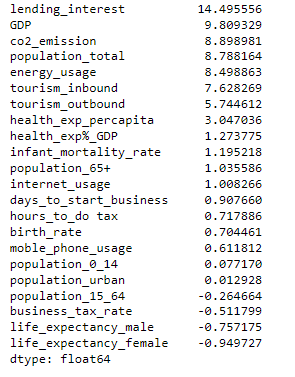 lending_interest 14.495556
GDP 9.809329
co2_emission 8.898981
population_total 8.788164
energy_usage 8.498863
tourism_inbound 7.628269
tourism_outbound 5.744612
health_exp_percapita 3.047036
health_exp%_GDP 1.273775
infant_mortality_rate 1.195218
population_65+ 1.035586
internet_usage 1.008266
days_to_start_business 0.907660
hours_to_do tax 0.717886
birth_rate 0.704461
moble_phone_usage 0.611812
population_0_14 0.077170
population_urban 0.012928
population_15_64 -0.264664
business_tax_rate -0.511799
life_expectancy_male -0.757175
life_expectancy_female -0.949727
dtype: float64